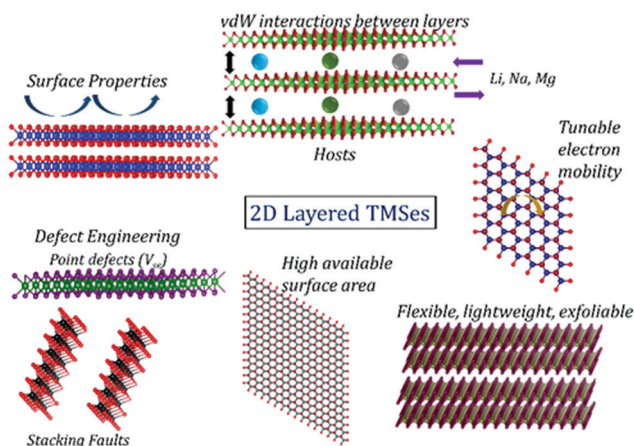 vdW interactions between layers
Surface Properties
Li, Na, Mg
Hosts
Tunable
electron
mobility
2D Layered TMSes
Defect Engineering
Point defects (V∞)
High available
surface area
Flexible, lightweight, exfoliable
Stacking Faults